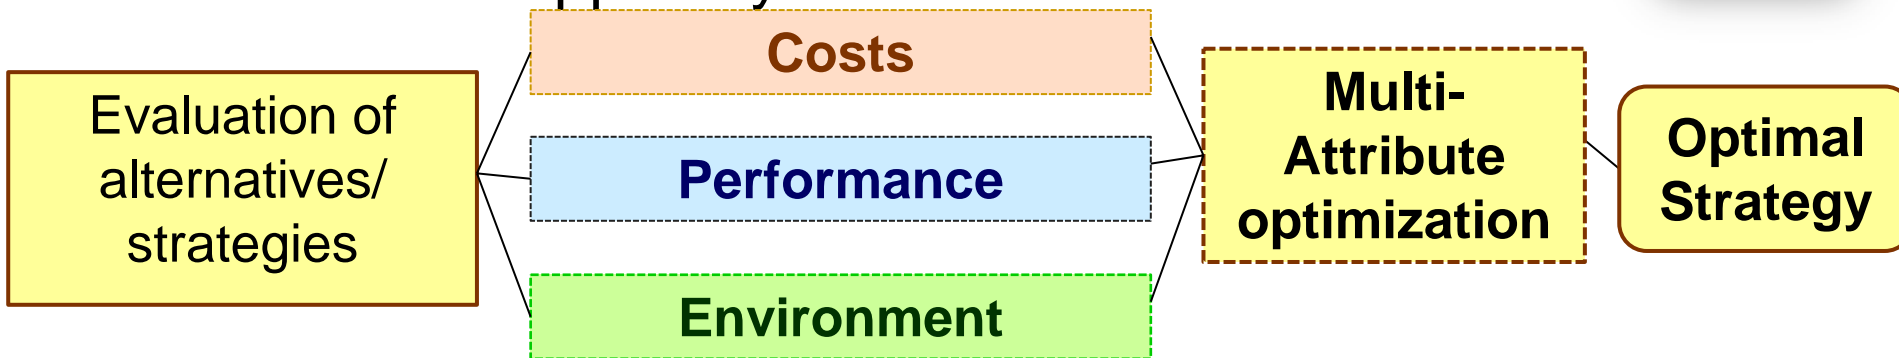 Costs
Evaluation of
alternatives/
strategies
Performance
Environment
Multi-
Attribute
optimization
Optimal
Strategy